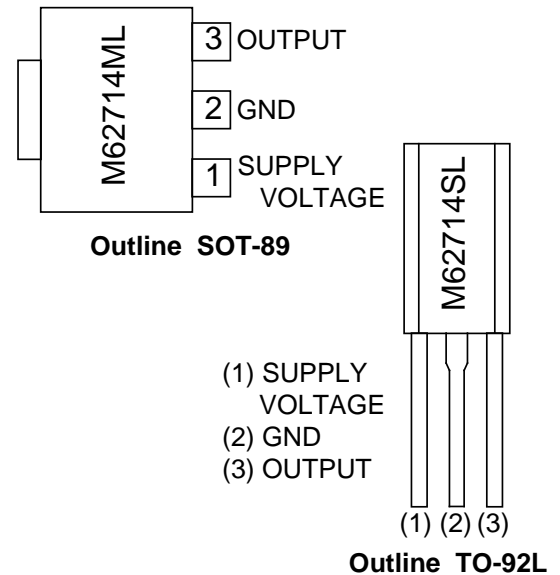 M62714ML
3 OUTPUT
2 GND
1 SUPPLY
VOLTAGE
Outline SOT-89
M62714SL
(1) SUPPLY
VOLTAGE
(2) GND
(3) OUTPUT
(1) (2) (3)
Outline TO-92L